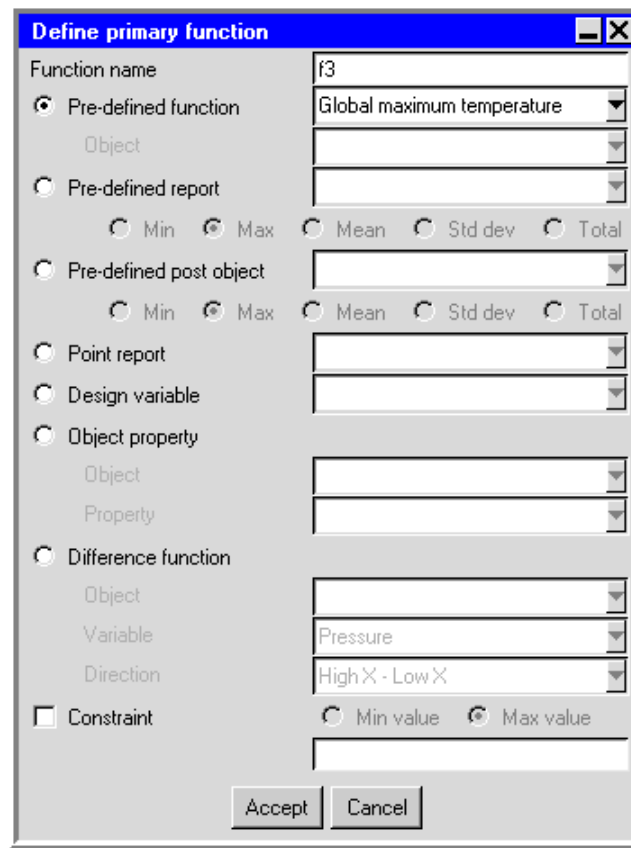 Define primary function
Function name f3
Pre-defined function Global maximum temperature
Object
Pre-defined report
Min Max Mean Std dev Total
Pre-defined post object
Min Max Mean Std dev Total
Point report
Design variable
Object property
Object
Property
Difference function
Object
Variable Pressure
Direction High X - Low X
Constraint Min value Max value
Accept Cancel